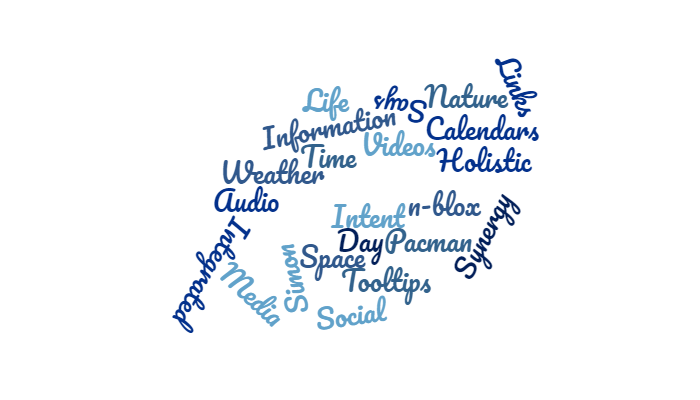 Links
Life
Says
Nature
Information
Calendars
Time
Videos
Holistic
Weather
Audio
Intent
n-blox
Synergy
Integrated
Day
Pacman
Space
Simon
Media
Tooltips
Social